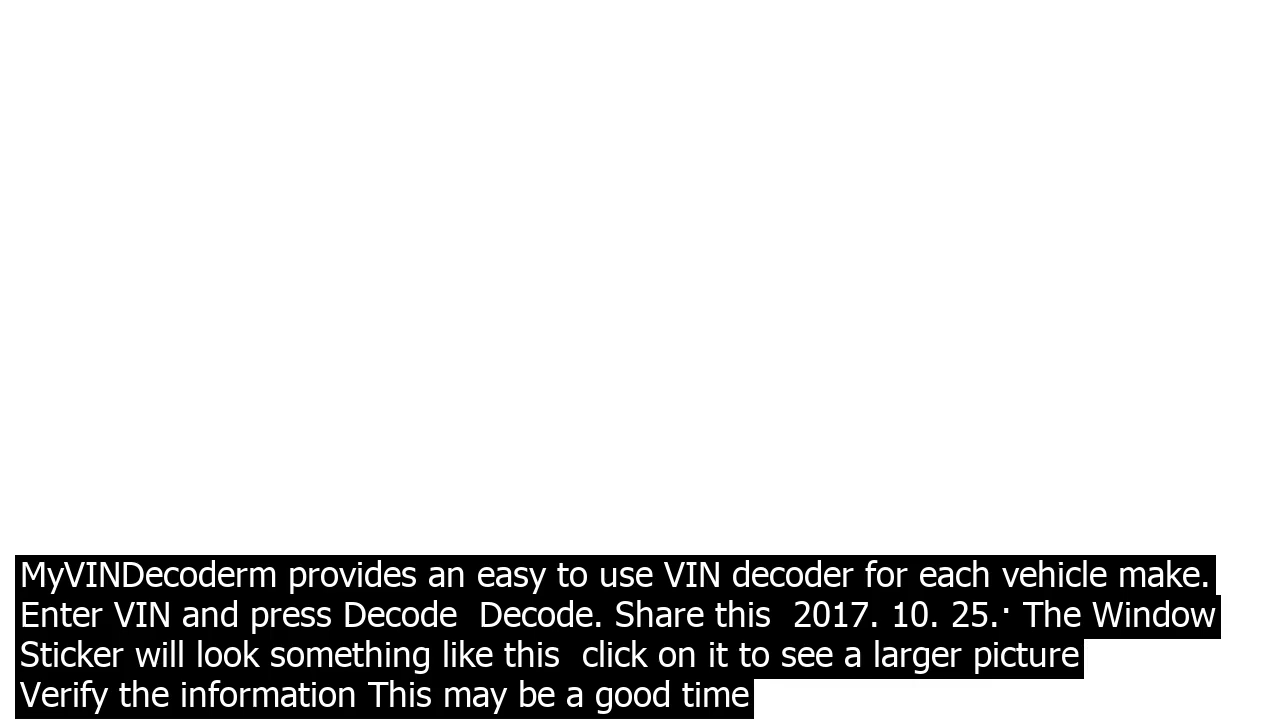 MyVINDecoderm provides an easy to use VIN decoder for each vehicle make.
Enter VIN and press Decode  Decode. Share this  2017. 10. 25.· The Window
Sticker will look something like this  click on it to see a larger picture
Verify the information This may be a good time